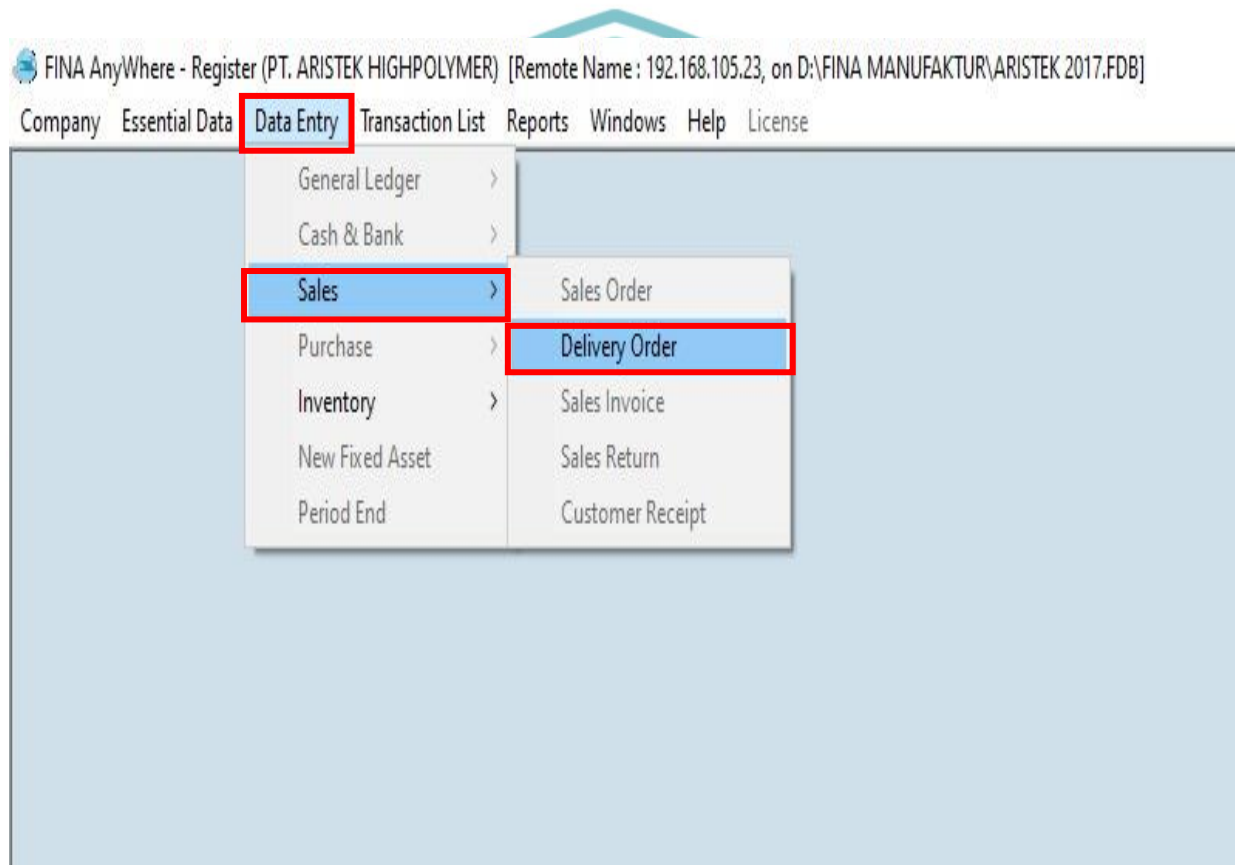 FINA AnyWhere - Register (PT. ARISTEK HIGHPOLYMER) [Remote Name : 192.168.105.23, on D:\FINA MANUFAKTUR\ARISTEK 2017.FDB]
Company Essential Data Data Entry Transaction List Reports Windows Help License
General Ledger
Cash & Bank
Sales
Purchase
Inventory
New Fixed Asset
Period End
Sales Order
Delivery Order
Sales Invoice
Sales Return
Customer Receipt